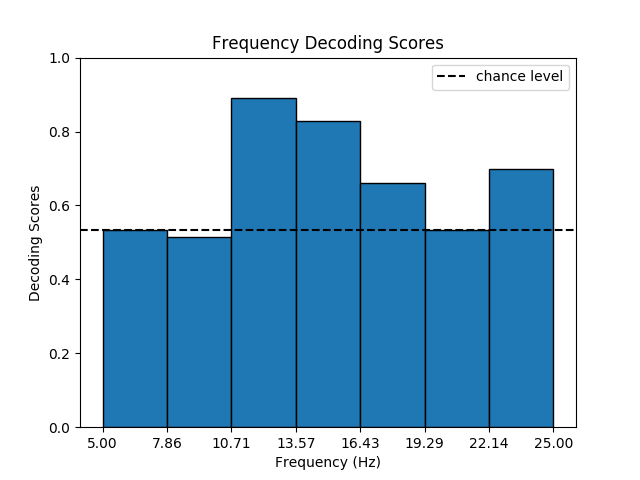 Frequency Decoding Scores
chance level
Decoding Scores
1.0
0.8
0.6
0.4
0.2
0.0
5.00 7.86 10.71 13.57 16.43 19.29 22.14 25.00
Frequency (Hz)